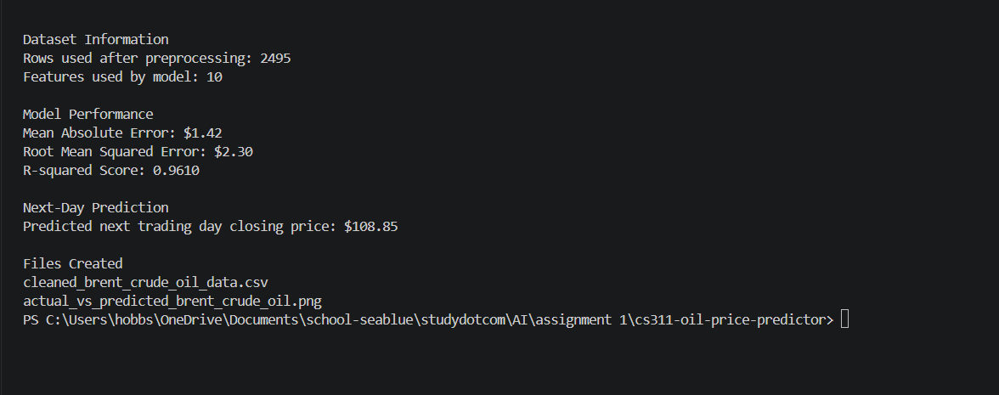 Dataset Information
Rows used after preprocessing: 2495
Features used by model: 10
Model Performance
Mean Absolute Error: $1.42
Root Mean Squared Error: $2.30
R-squared Score: 0.9610
Next-Day Prediction
Predicted next trading day closing price: $108.85
Files Created
cleaned_brent_crude_oil_data.csv
actual_vs_predicted_brent_crude_oil.png
PS C:\Users\hobbs\OneDrive\Documents\school-seablue\studydotcom\AI\assignment 1\cs311-oil-price-predictor>